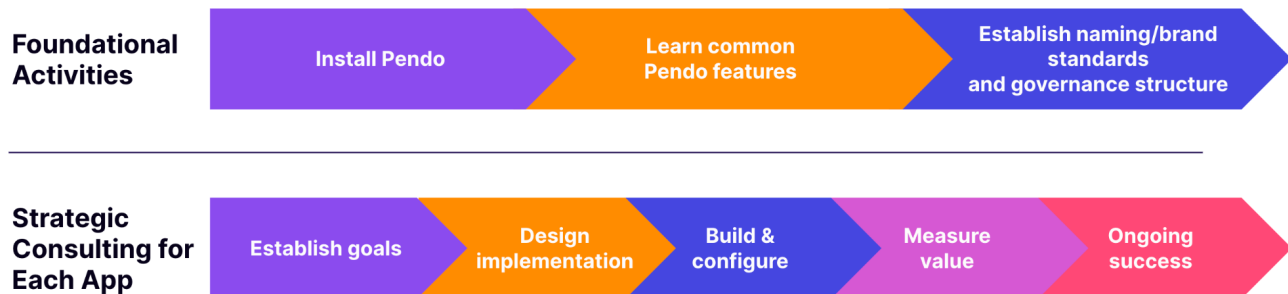 Foundational
Activities
Install Pendo
Learn common
Pendo features
Establish naming/brand
standards
and governance structure
Strategic
Consulting for
Each App
Establish goals
Design
implementation
Build &
configure
Measure
value
Ongoing
success